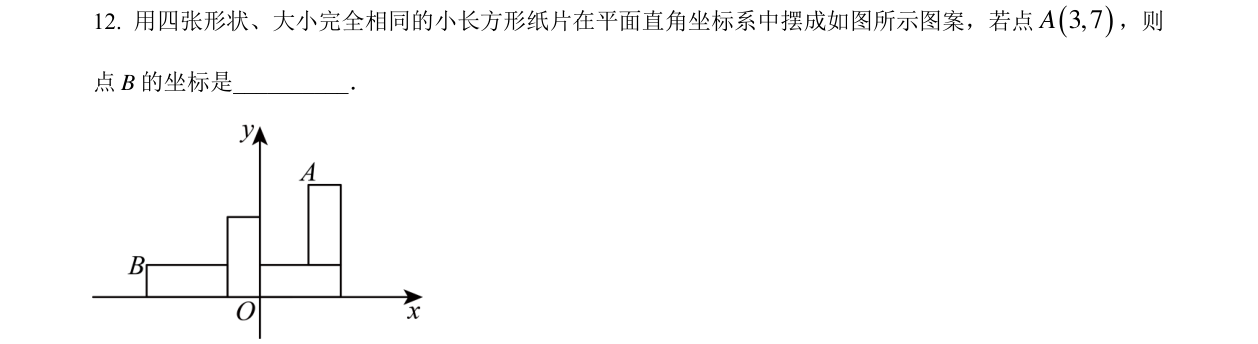 12. 用四张形状、大小完全相同的小长方形纸片在平面直角坐标系中摆成如图所示图案，若点 A(3,7)，则
点 B 的坐标是__________．
y
A
B
O
x